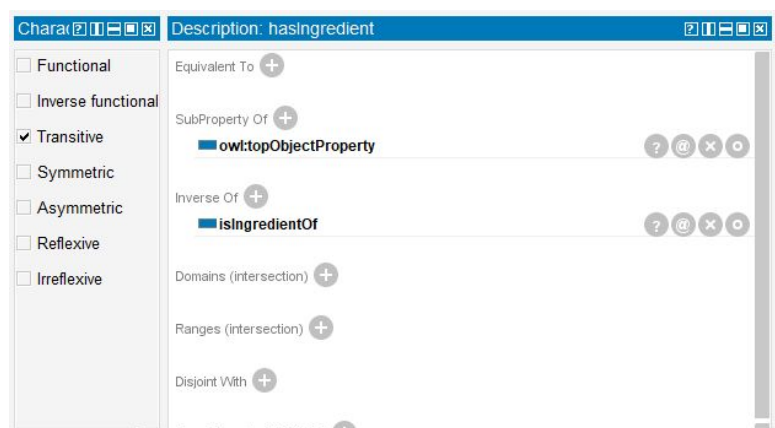 Charac
Description: hasIngredient
Functional
Inverse functional
Transitive
Symmetric
Asymmetric
Reflexive
Irreflexive
Equivalent To
SubProperty Of
owl:topObjectProperty
Inverse Of
isIngredientOf
Domains (intersection)
Ranges (intersection)
Disjoint With